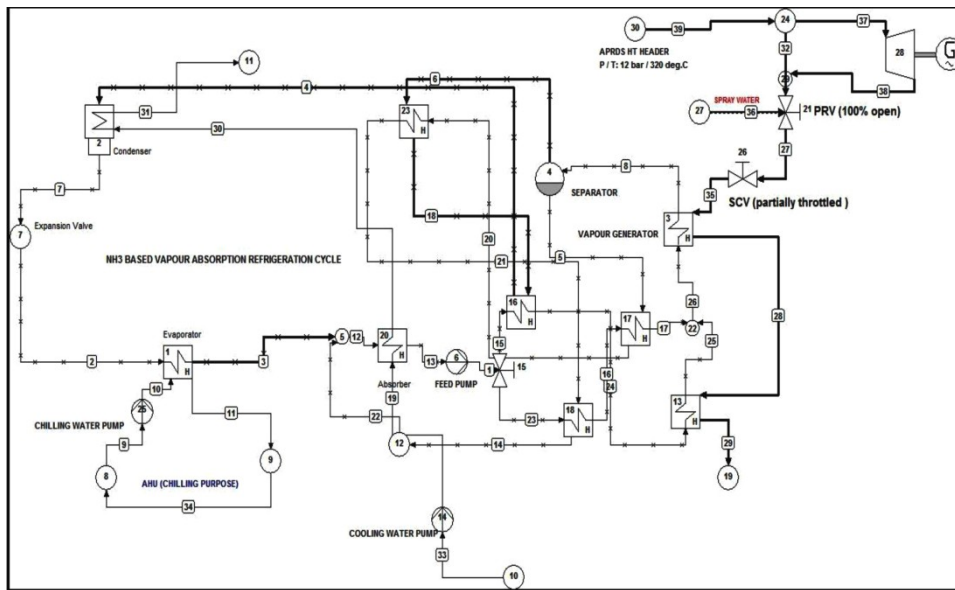 30
39
24
37
28
G
APRDS HT HEADER
P / T: 12 bar / 320 deg.C
32
38
SPRAY WATER
27
36
21 PRV (100% open)
27
26
35
SCV (partially throttled )
11
31
4
6
23
H
30
2
Condenser
4
8
SEPARATOR
3
H
VAPOUR GENERATOR
7
18
7
Expansion Valve
20
5
NH3 BASED VAPOUR ABSORPTION REFRIGERATION CYCLE
21
16
H
26
28
17
H
17
22
25
Evaporator
1
H
2
3
5
12
20
H
13
6
FEED PUMP
1
15
15
16
24
Absorber
10
25
11
CHILLING WATER PUMP
19
22
23
18
H
13
H
9
12
14
29
8
9
19
AHU (CHILLING PURPOSE)
34
14
COOLING WATER PUMP
33
10